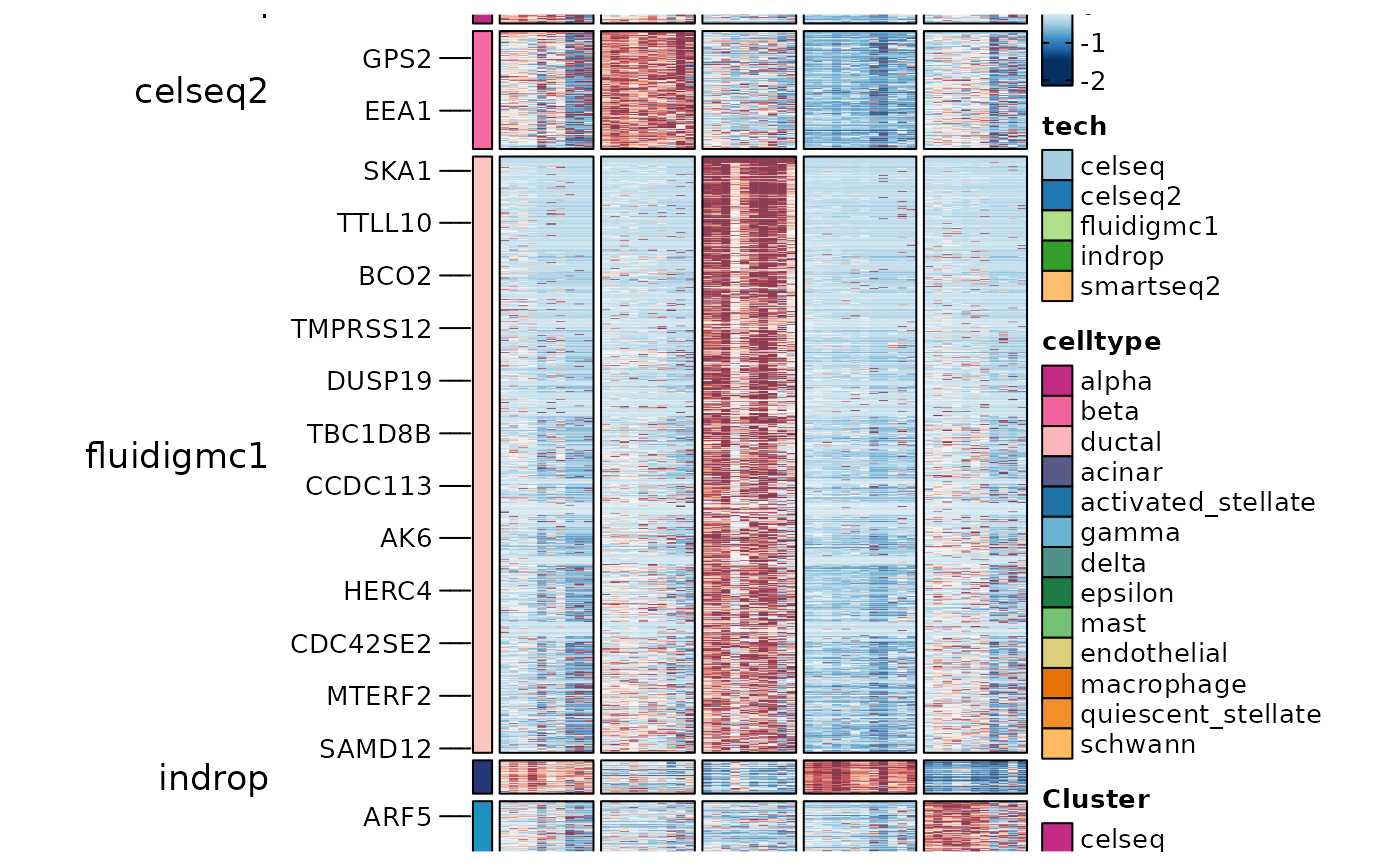 celseq2
GPS2
EEA1
fluidigmc1
SKA1
TTLL10
BCO2
TMPRSS12
DUSP19
TBC1D8B
CCDC113
AK6
HERC4
CDC42SE2
MTERF2
SAMD12
indrop
ARF5
-1
-2
tech
celseq
celseq2
fluidigmc1
indrop
smartseq2
celltype
alpha
beta
ductal
acinar
activated_stellate
gamma
delta
epsilon
mast
endothelial
macrophage
quiescent_stellate
schwann
Cluster
celseq